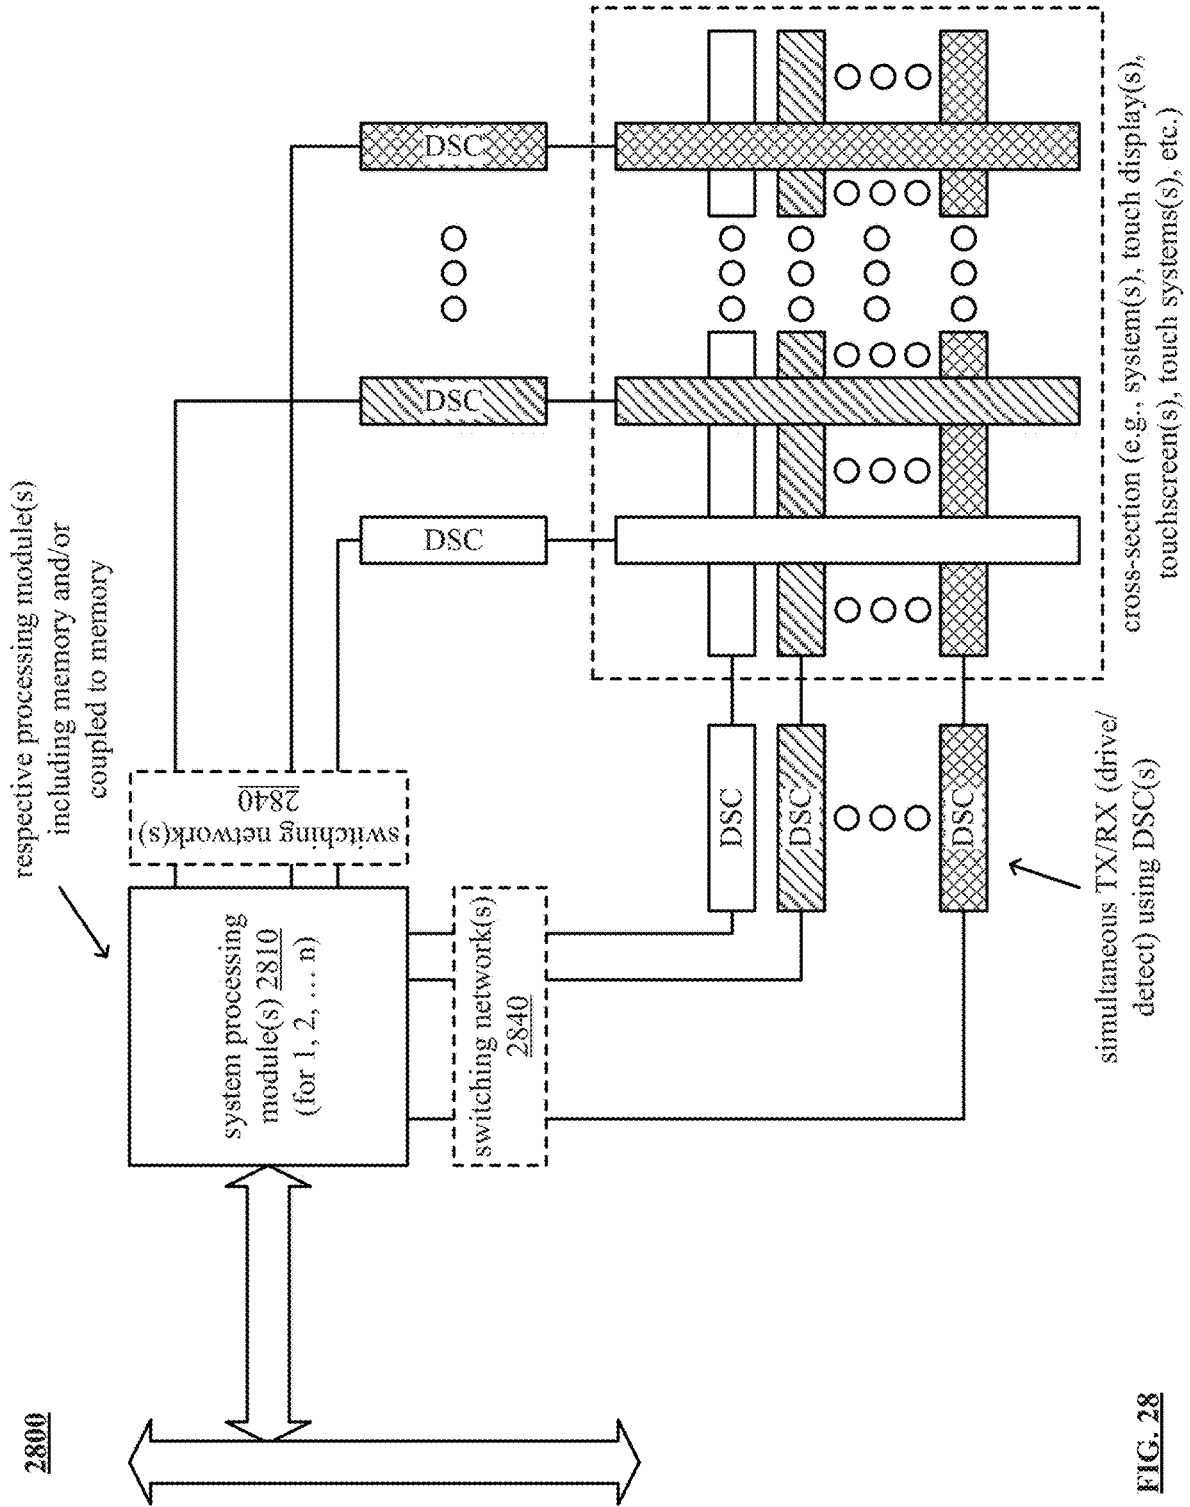 2800
respective processing module(s)
including memory and/or
coupled to memory
system processing
module(s) 2810
(for 1, 2, … n)
switching network(s)
2840
switching network(s)
2840
DSC
DSC
DSC
DSC
DSC
DSC
simultaneous TX/RX (drive/
detect) using DSC(s)
cross-section (e.g., system(s), touch display(s),
touchscreen(s), touch systems(s), etc.)
FIG. 28